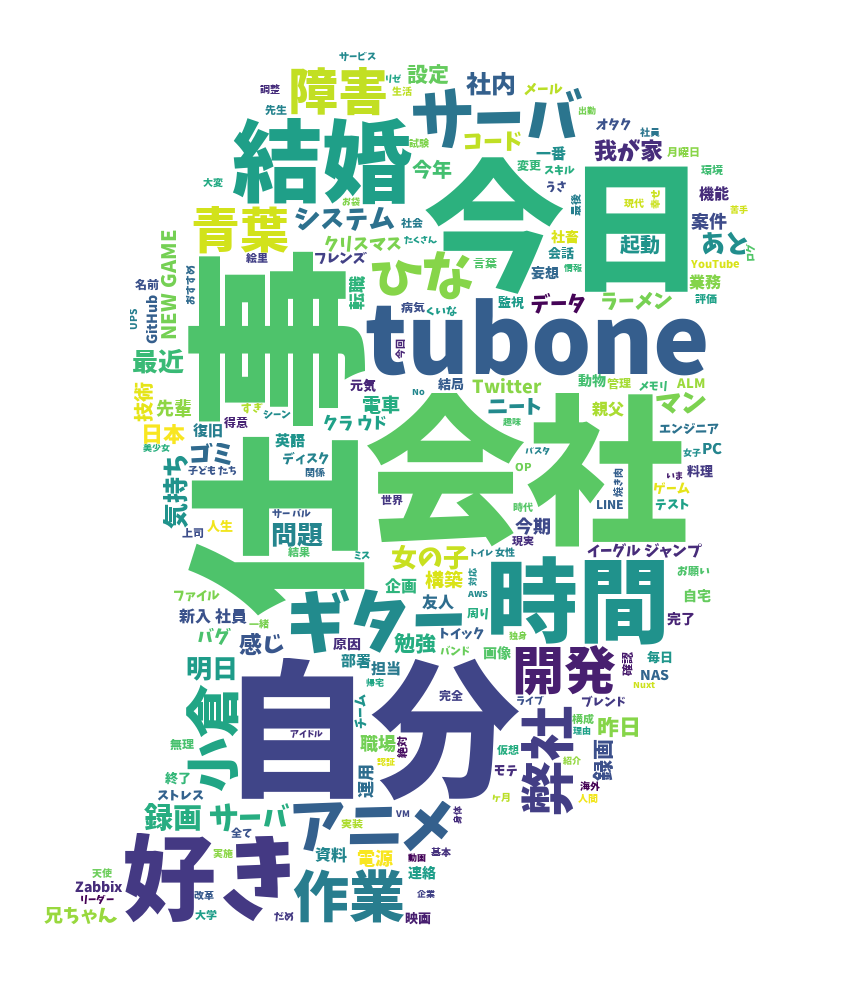 サービス
障害
リゼ
設定
社内
メール
調整
生活
先生
サーバ
出勤
オタク
社員
結婚
試験
コード
一番
我が家
月曜日
今年
変更
スキル
環境
大変
今日
うさ
最後
機能
お袋
現代
幸せ
苦手
青葉
システム
社会
社畜
案件
起動
あと
クリスマス
たくさん
会話
ログ
絵里
フレンズ
ひな
言葉
妄想
情報
YouTube
NEW GAME
おすすめ
転職
業務
名前
GitHub
仕事
病気
くいな
監視
データ
ラーメン
評価
UPS
tubone
今回
最近
元気
結局
Twitter
動物
管理
メモリ
ALM
No
技術
先輩
すぎ
シーン
電車
ニート
親父
マン
得意
クラウド
趣味
日本
復旧
英語
会社
エンジニア
美少女
ゴミ
ディスク
パスタ
女子
PC
気持ち
子どもたち
関係
OP
焼き肉
いま
料理
世界
ゲーム
サーバル
時代
LINE
テスト
上司
人生
問題
今期
現実
結果
ミス
女の子
トイレ
女性
イーグル ジャンプ
企画
構築
対応
時間
お願い
ファイル
AWS
自宅
新入 社員
一緒
ギター
友人
周り
完了
バグ
感じ
原因
勉強
トイック
独身
部署
担当
バンド
画像
開発
確認
毎日
明日
帰宅
NAS
Nuxt
自分
完全
ライブ
ブレンド
小倉
チーム
弊社
構成
昨日
アイドル
理由
無理
職場
絶対
仮想
録画
終了
運用
認証
モテ
紹介
海外
ストレス
ヶ月
人間
録画 サーバ
アニメ
VM
身体
全て
実装
好き
実施
資料
電源
動画
基本
天使
連絡
Zabbix
作業
リーダー
改革
企業
兄ちゃん
大学
だめ
映画